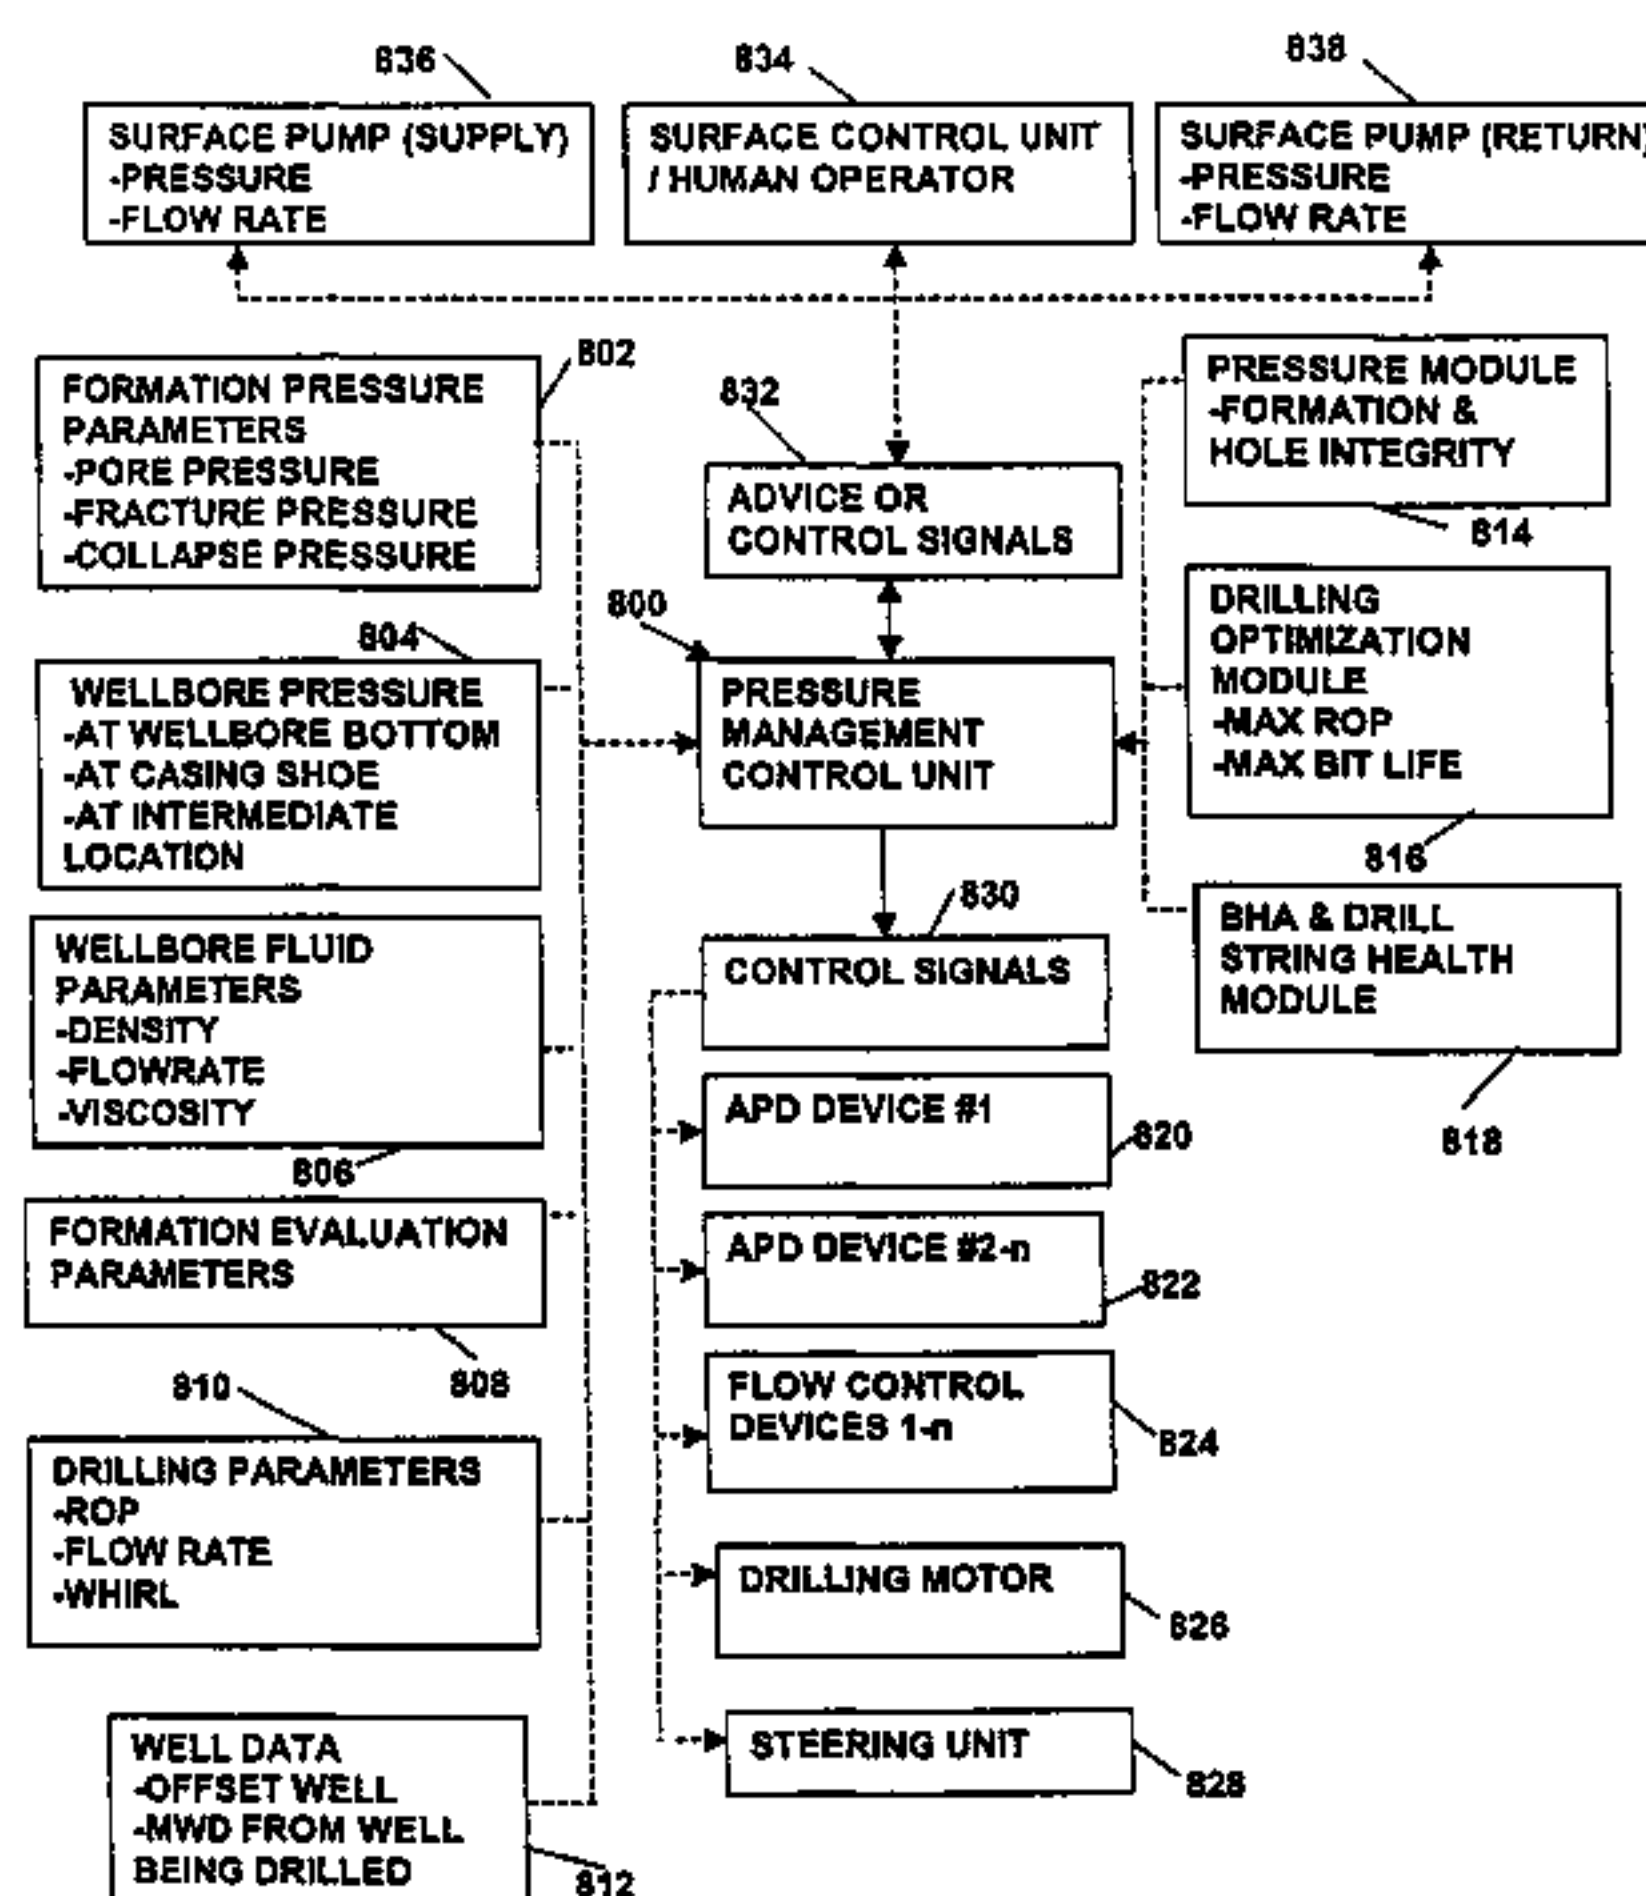 836
834
838
SURFACE PUMP (SUPPLY)
-PRESSURE
-FLOW RATE
SURFACE CONTROL UNIT
/ HUMAN OPERATOR
SURFACE PUMP (RETURN)
-PRESSURE
-FLOW RATE
802
FORMATION PRESSURE
PARAMETERS
-PORE PRESSURE
-FRACTURE PRESSURE
-COLLAPSE PRESSURE
832
ADVICE OR
CONTROL SIGNALS
PRESSURE MODULE
-FORMATION &
HOLE INTEGRITY
814
804
WELLBORE PRESSURE
-AT WELLBORE BOTTOM
-AT CASING SHOE
-AT INTERMEDIATE
LOCATION
800
PRESSURE
MANAGEMENT
CONTROL UNIT
DRILLING
OPTIMIZATION
MODULE
-MAX ROP
-MAX BIT LIFE
816
WELLBORE FLUID
PARAMETERS
-DENSITY
-FLOWRATE
-VISCOSITY
806
830
CONTROL SIGNALS
BHA & DRILL
STRING HEALTH
MODULE
818
APD DEVICE #1
820
FORMATION EVALUATION
PARAMETERS
808
APD DEVICE #2-n
822
810
DRILLING PARAMETERS
-ROP
-FLOW RATE
-WHIRL
FLOW CONTROL
DEVICES 1-n
824
DRILLING MOTOR
826
WELL DATA
-OFFSET WELL
-MWD FROM WELL
BEING DRILLED
812
STEERING UNIT
828